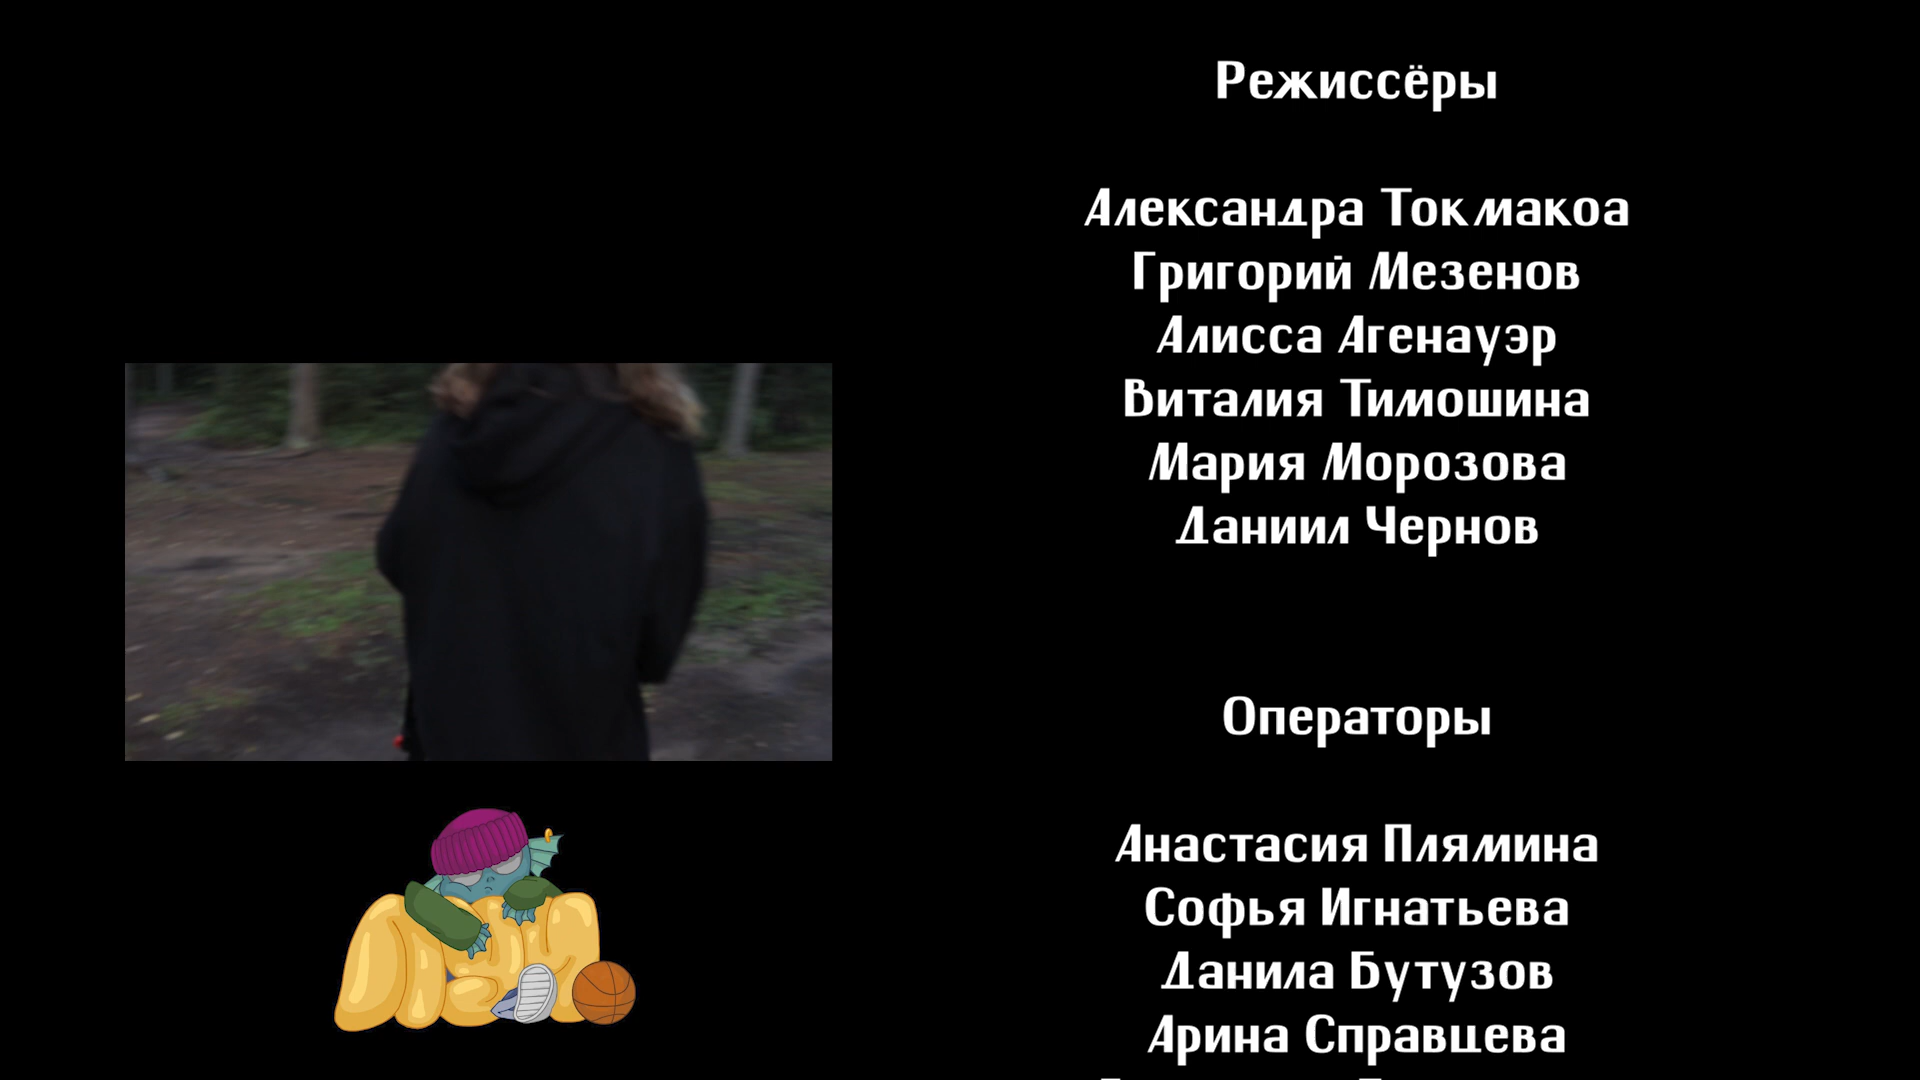 Режиссёры
Александра Токмакоа
Григорий Мезенов
Алисса Агенауэр
Виталия Тимошина
Мария Морозова
Даниил Чернов
Операторы
Анастасия Плямина
Софья Игнатьева
Данила Бутузов
Арина Справцева